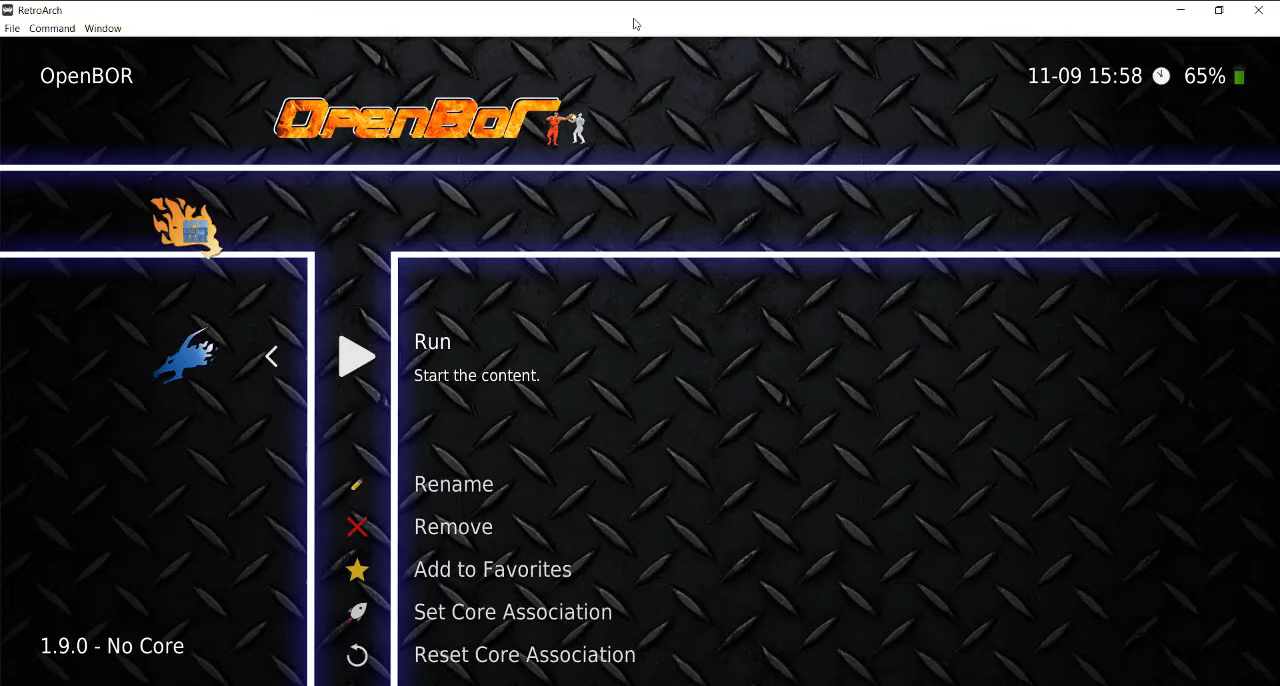 RetroArch
File Command Window
OpenBOR
11-09 15:58 65%
OpenBoR
Run
Start the content.
Rename
Remove
Add to Favorites
Set Core Association
Reset Core Association
1.9.0 - No Core